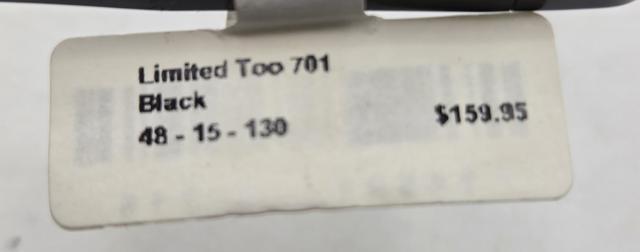 Limited Too 701
Black
48 - 15 - 130
$159.95